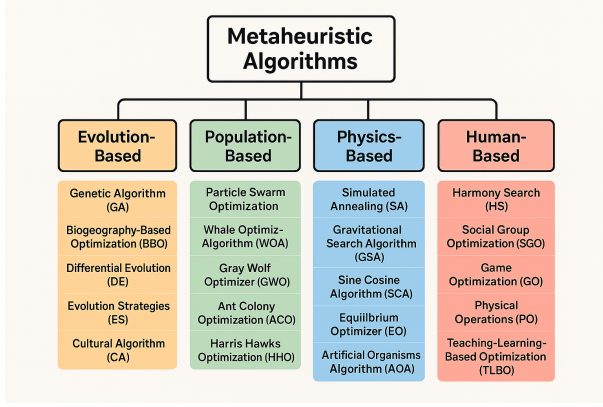 Metaheuristic
Algorithms
Evolution-
Based
Genetic Algorithm
(GA)
Biogeography-Based
Optimization (BBO)
Differential Evolution
(DE)
Evolution Strategies
(ES)
Cultural Algorithm
(CA)
Population-
Based
Particle Swarm
Optimization
Whale Optimiz-
Algorithm (WOA)
Gray Wolf
Optimizer (GWO)
Ant Colony
Optimization (ACO)
Harris Hawks
Optimization (HHO)
Physics-
Based
Simulated
Annealing (SA)
Gravitational
Search Algorithm
(GSA)
Sine Cosine
Algorithm (SCA)
Equilbrium
Optimizer (EO)
Artificial Organisms
Algorithm (AOA)
Human-
Based
Harmony Search
(HS)
Social Group
Optimization (SGO)
Game
Optimization (GO)
Physical
Operations (PO)
Teaching-Learning-
Based Optimization
(TLBO)